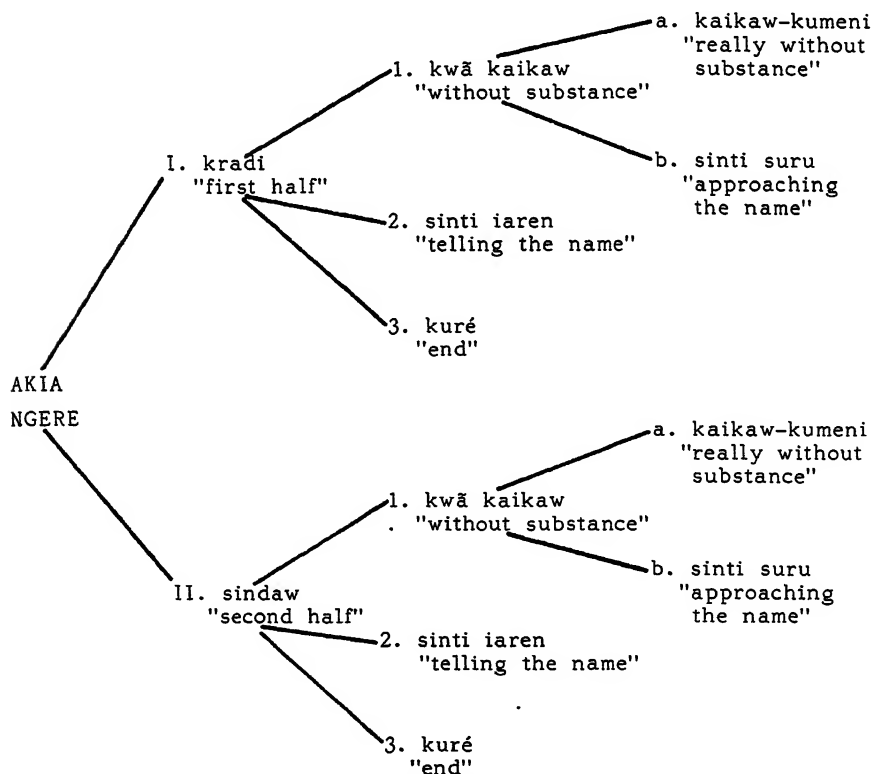 a. kaikaw-kumeni
"really without
substance"
1. kwã kaikaw
"without substance"
b. sinti suru
"approaching
the name"
I. kradi
"first half"
2. sinti iaren
"telling the name"
3. kuré
"end"
AKIA
NGERE
a. kaikaw-kumeni
"really without
substance"
1. kwã kaikaw
"without substance"
b. sinti suru
"approaching
the name"
II. sindaw
"second half"
2. sinti iaren
"telling the name"
3. kuré
"end"